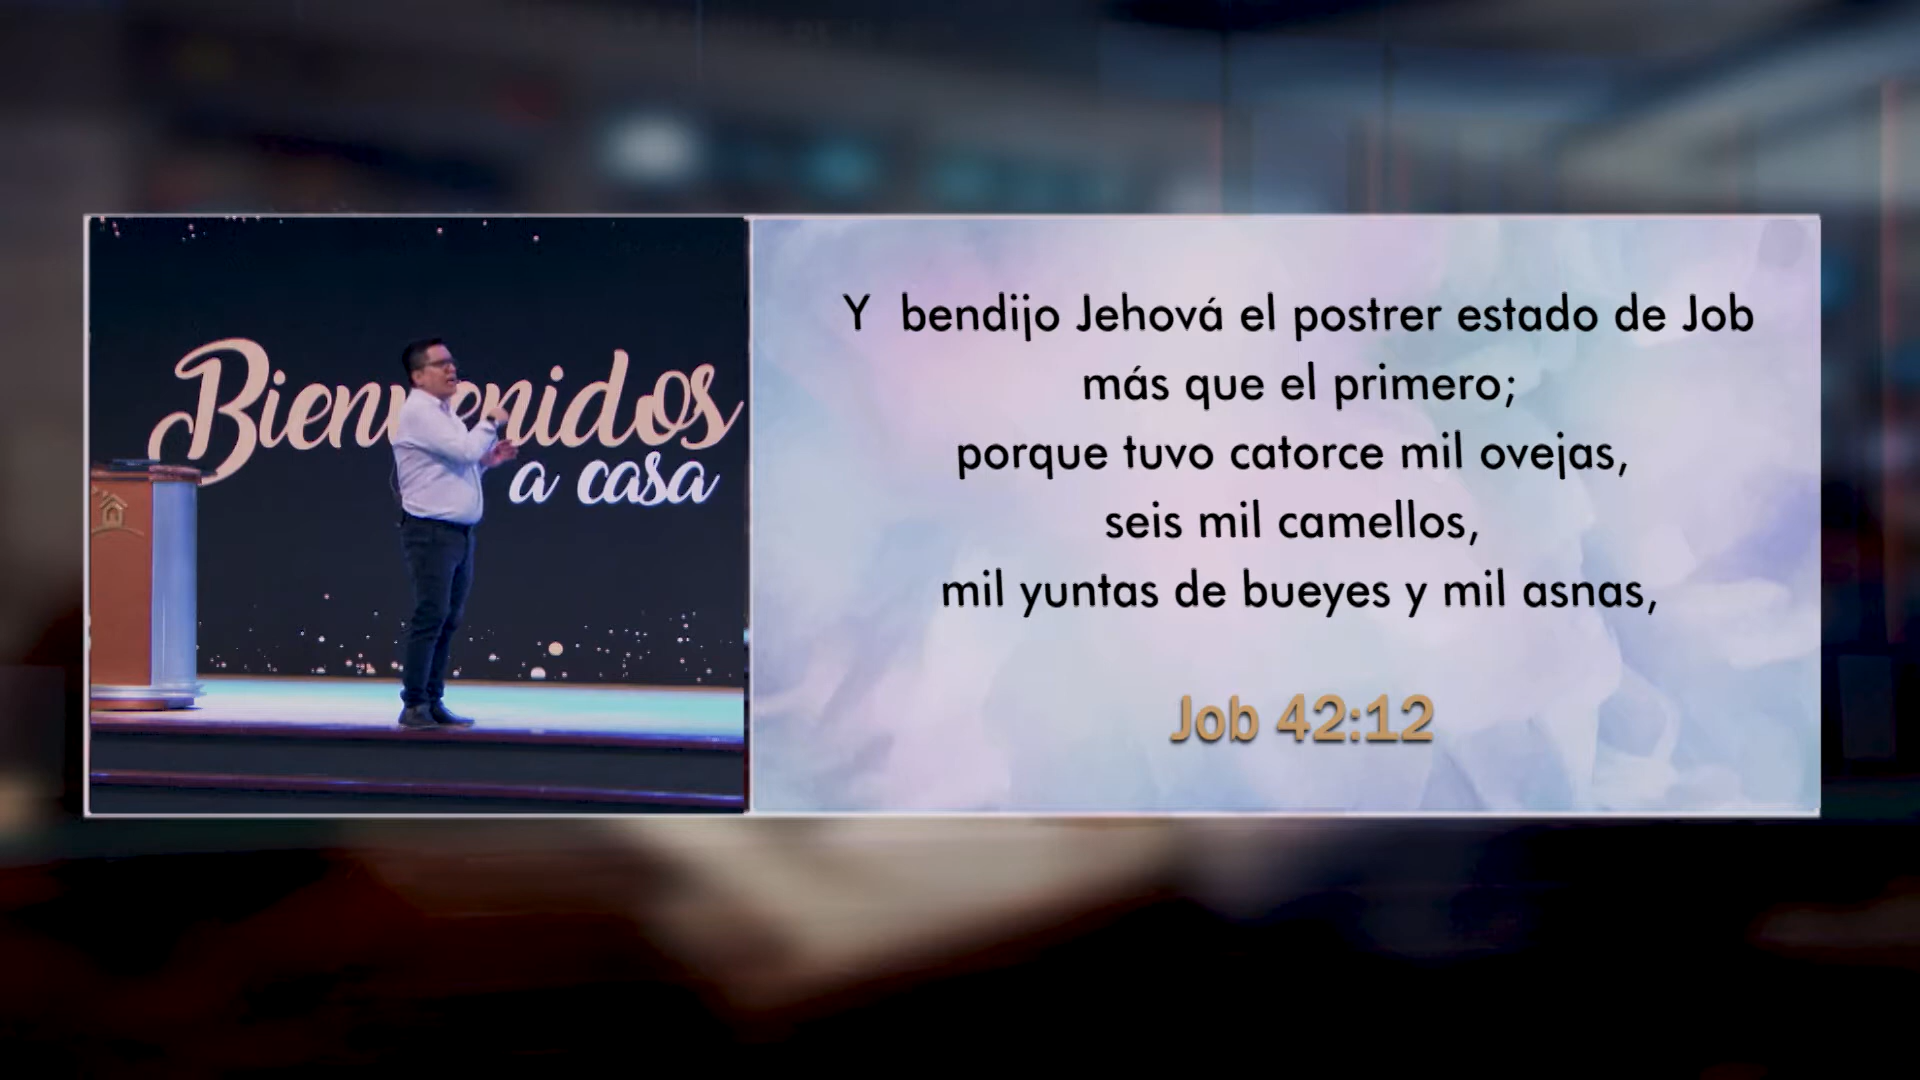 Bienvenidos
a casa
Y bendijo Jehová el postrer estado de Job
más que el primero;
porque tuvo catorce mil ovejas,
seis mil camellos,
mil yuntas de bueyes y mil asnas,
Job 42:12